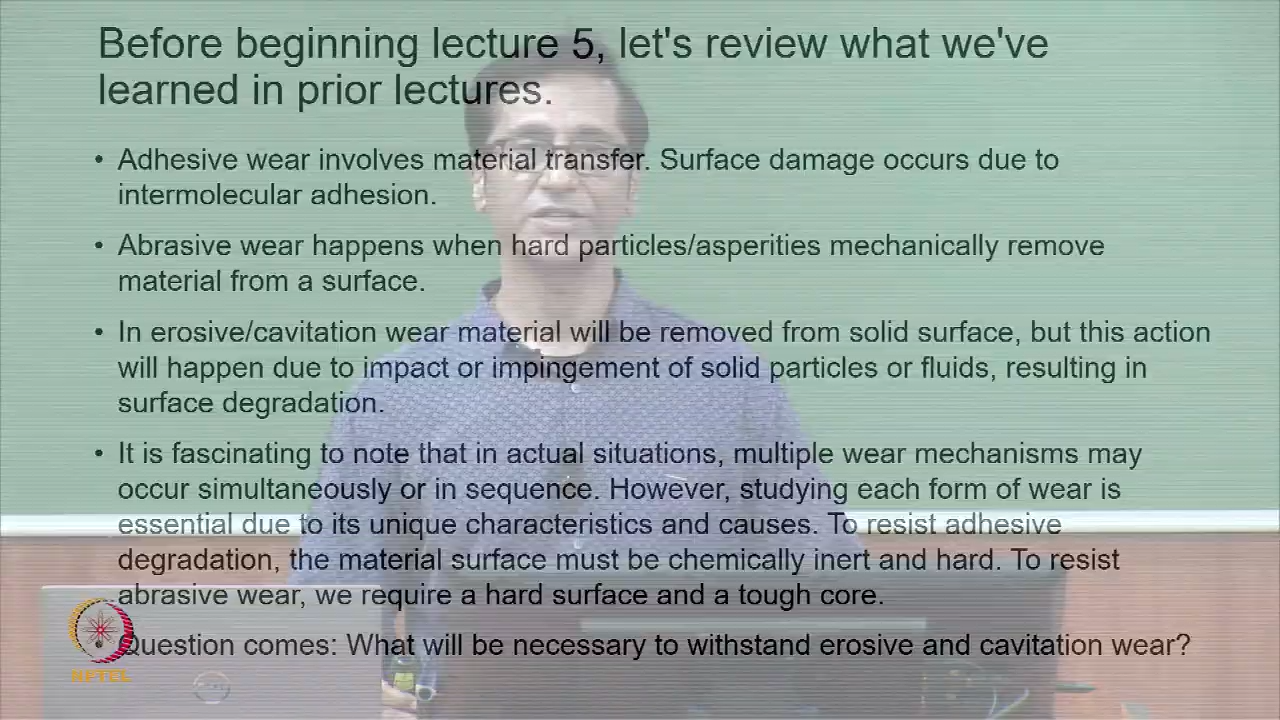 Before beginning lecture 5, let's review what we've
learned in prior lectures.
• Adhesive wear involves material transfer. Surface damage occurs due to
intermolecular adhesion.
• Abrasive wear happens when hard particles/asperities mechanically remove
material from a surface.
• In erosive/cavitation wear material will be removed from solid surface, but this action
will happen due to impact or impingement of solid particles or fluids, resulting in
surface degradation.
• It is fascinating to note that in actual situations, multiple wear mechanisms may
occur simultaneously or in sequence. However, studying each form of wear is
essential due to its unique characteristics and causes. To resist adhesive
degradation, the material surface must be chemically inert and hard. To resist
abrasive wear, we require a hard surface and a tough core.
Question comes: What will be necessary to withstand erosive and cavitation wear?
NPTEL